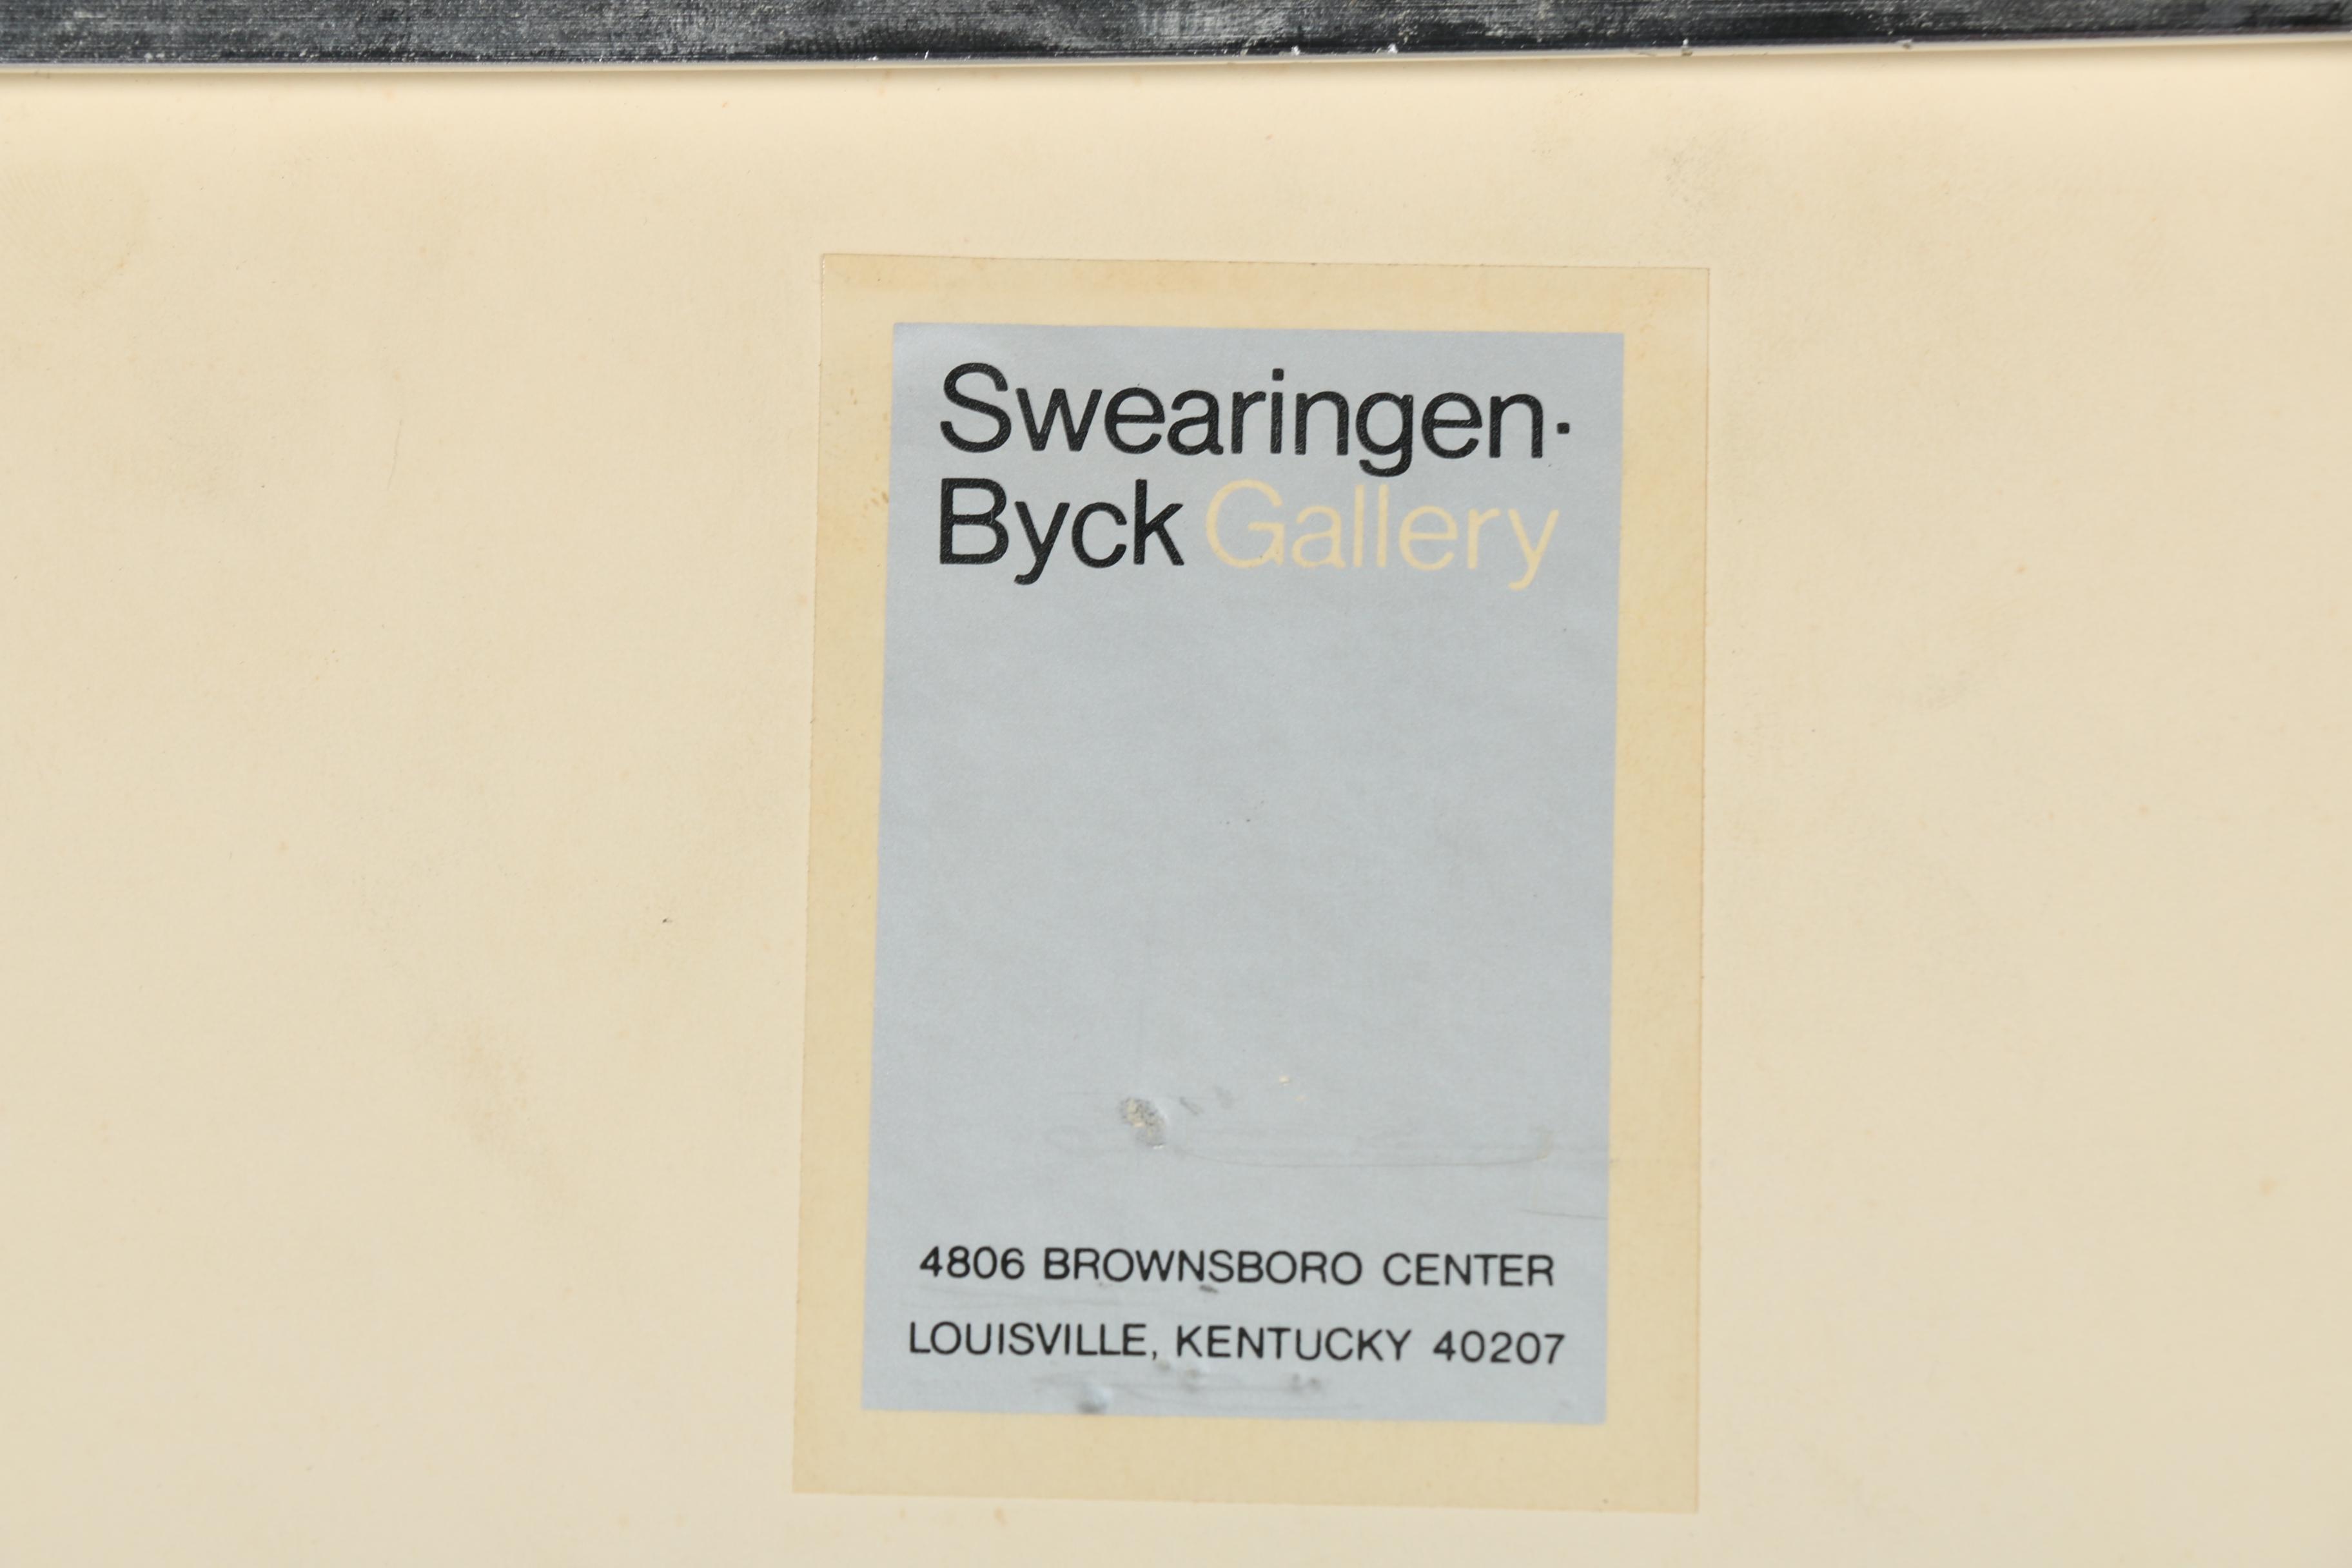 Swearingen·
Byck Gallery
4806 BROWNSBORO CENTER
LOUISVILLE, KENTUCKY 40207